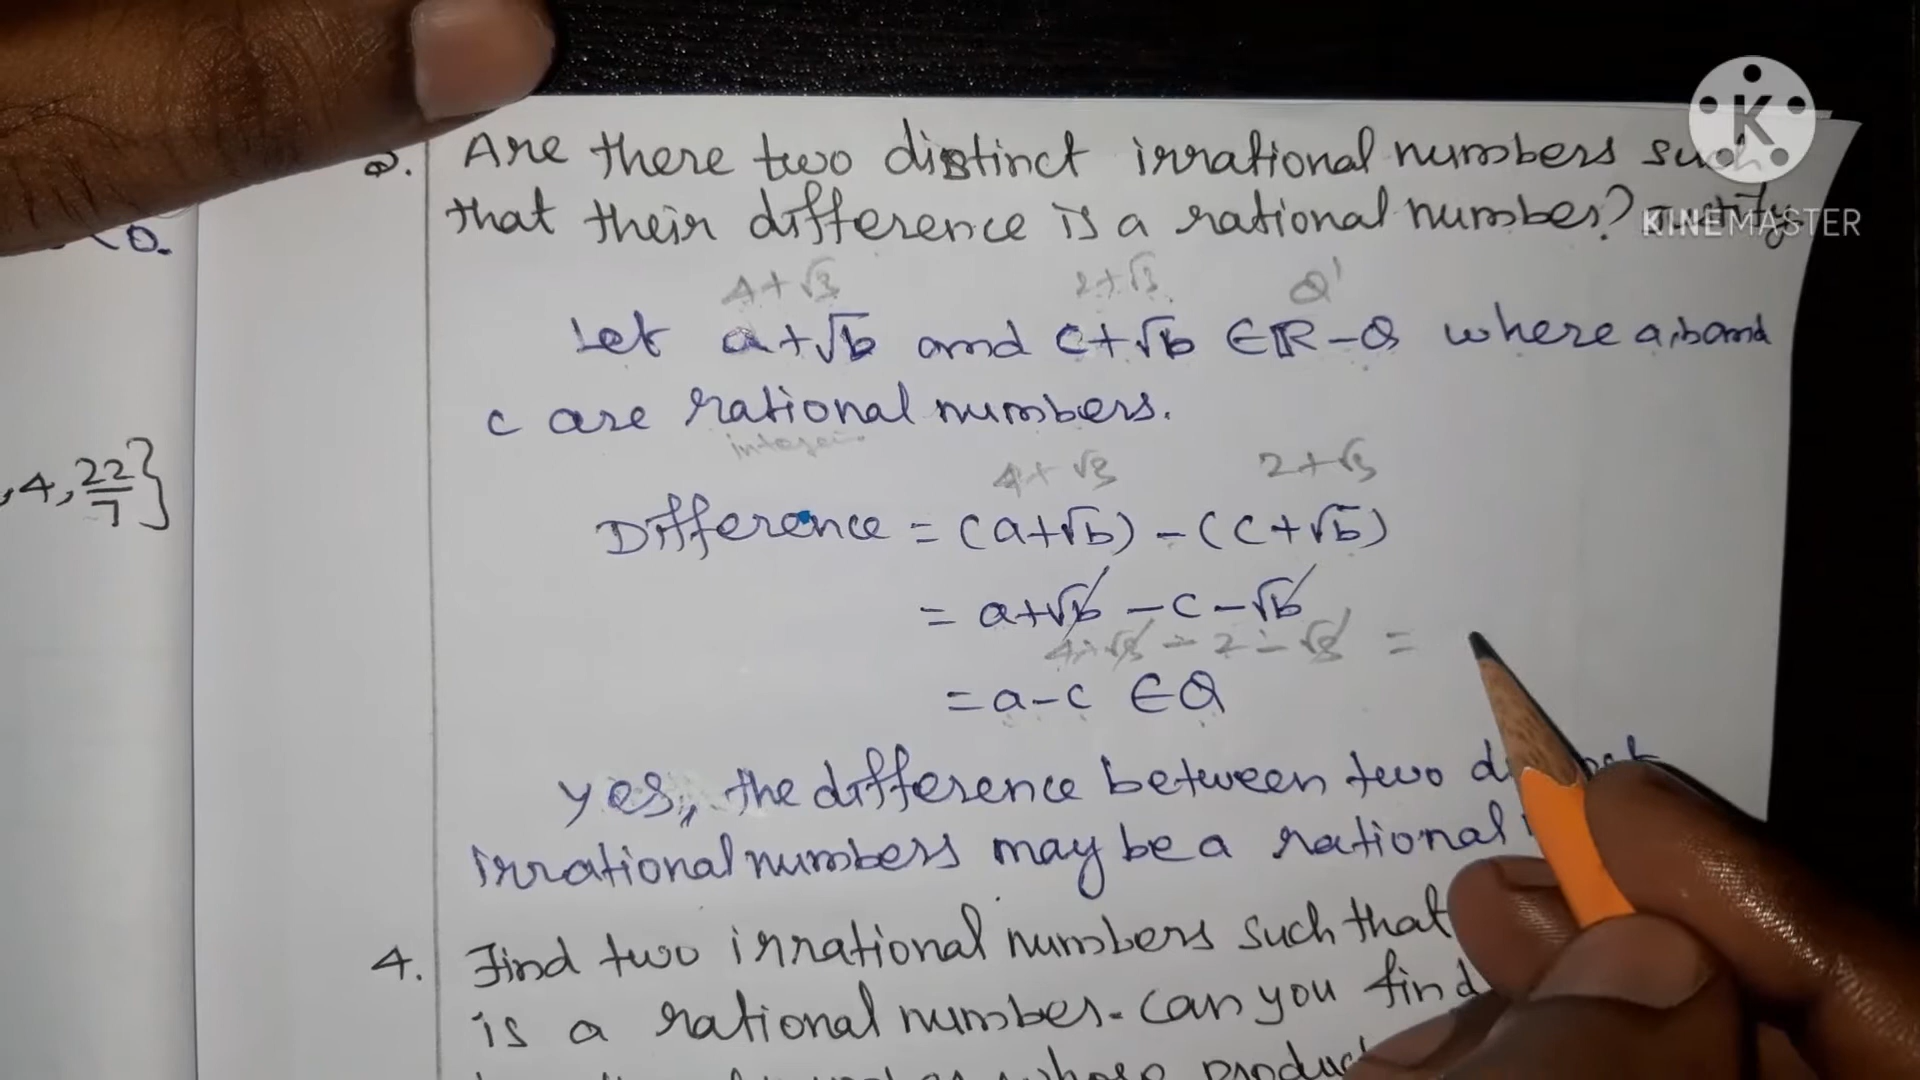 K
KINEMASTER
Q.
,4, 22/7}
Are there two distinct irrational numbers such
that their difference is a rational number? Justify
4+√3 2+√3 Q'
Let a+√b and c+√b ∈ R-Q where a,b and
c are rational numbers.
integer
4+√3 2+√3
Difference = (a+√b) - (c+√b)
= a+√b - c - √b
4+√3 - 2 - √3 =
= a-c ∈ Q
yes, the difference between two
irrational numbers may be a rational
4. Find two irrational numbers such that
is a rational number. Can you find
whose product